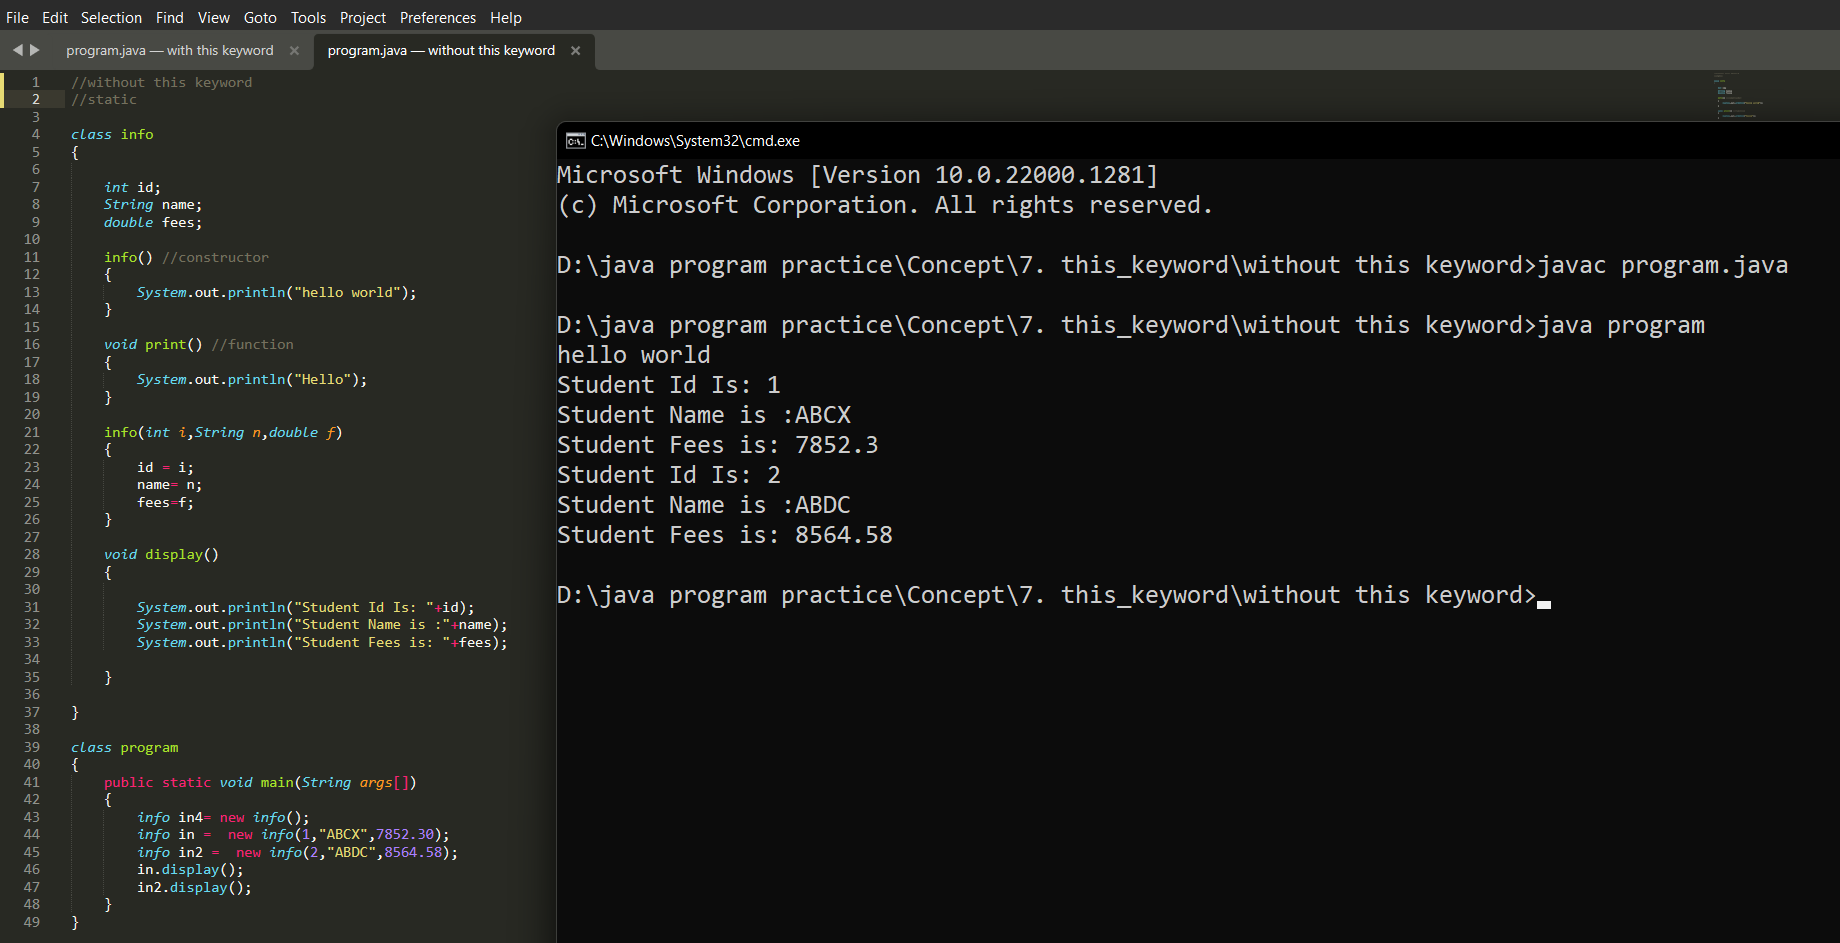 File Edit Selection Find View Goto Tools Project Preferences Help
program.java — with this keyword × program.java — without this keyword ×
1 //without this keyword
2 //static
3
4 class info
5 {
6
7 int id;
8 String name;
9 double fees;
10
11 info() //constructor
12 {
13 System.out.println("hello world");
14 }
15
16 void print() //function
17 {
18 System.out.println("Hello");
19 }
20
21 info(int i,String n,double f)
22 {
23 id = i;
24 name= n;
25 fees=f;
26 }
27
28 void display()
29 {
30
31 System.out.println("Student Id Is: "+id);
32 System.out.println("Student Name is :"+name);
33 System.out.println("Student Fees is: "+fees);
34
35 }
36
37 }
38
39 class program
40 {
41 public static void main(String args[])
42 {
43 info in4= new info();
44 info in =  new info(1,"ABCX",7852.30);
45 info in2 =  new info(2,"ABDC",8564.58);
46 in.display();
47 in2.display();
48 }
49 }
C:\Windows\System32\cmd.exe
Microsoft Windows [Version 10.0.22000.1281]
(c) Microsoft Corporation. All rights reserved.
D:\java program practice\Concept\7. this_keyword\without this keyword>javac program.java
D:\java program practice\Concept\7. this_keyword\without this keyword>java program
hello world
Student Id Is: 1
Student Name is :ABCX
Student Fees is: 7852.3
Student Id Is: 2
Student Name is :ABDC
Student Fees is: 8564.58
D:\java program practice\Concept\7. this_keyword\without this keyword>